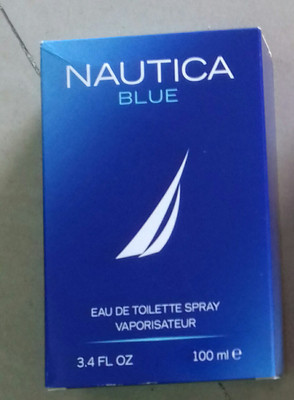 NAUTICA
BLUE
EAU DE TOILETTE SPRAY
VAPORISATEUR
3.4 FL OZ 100 ml ℮